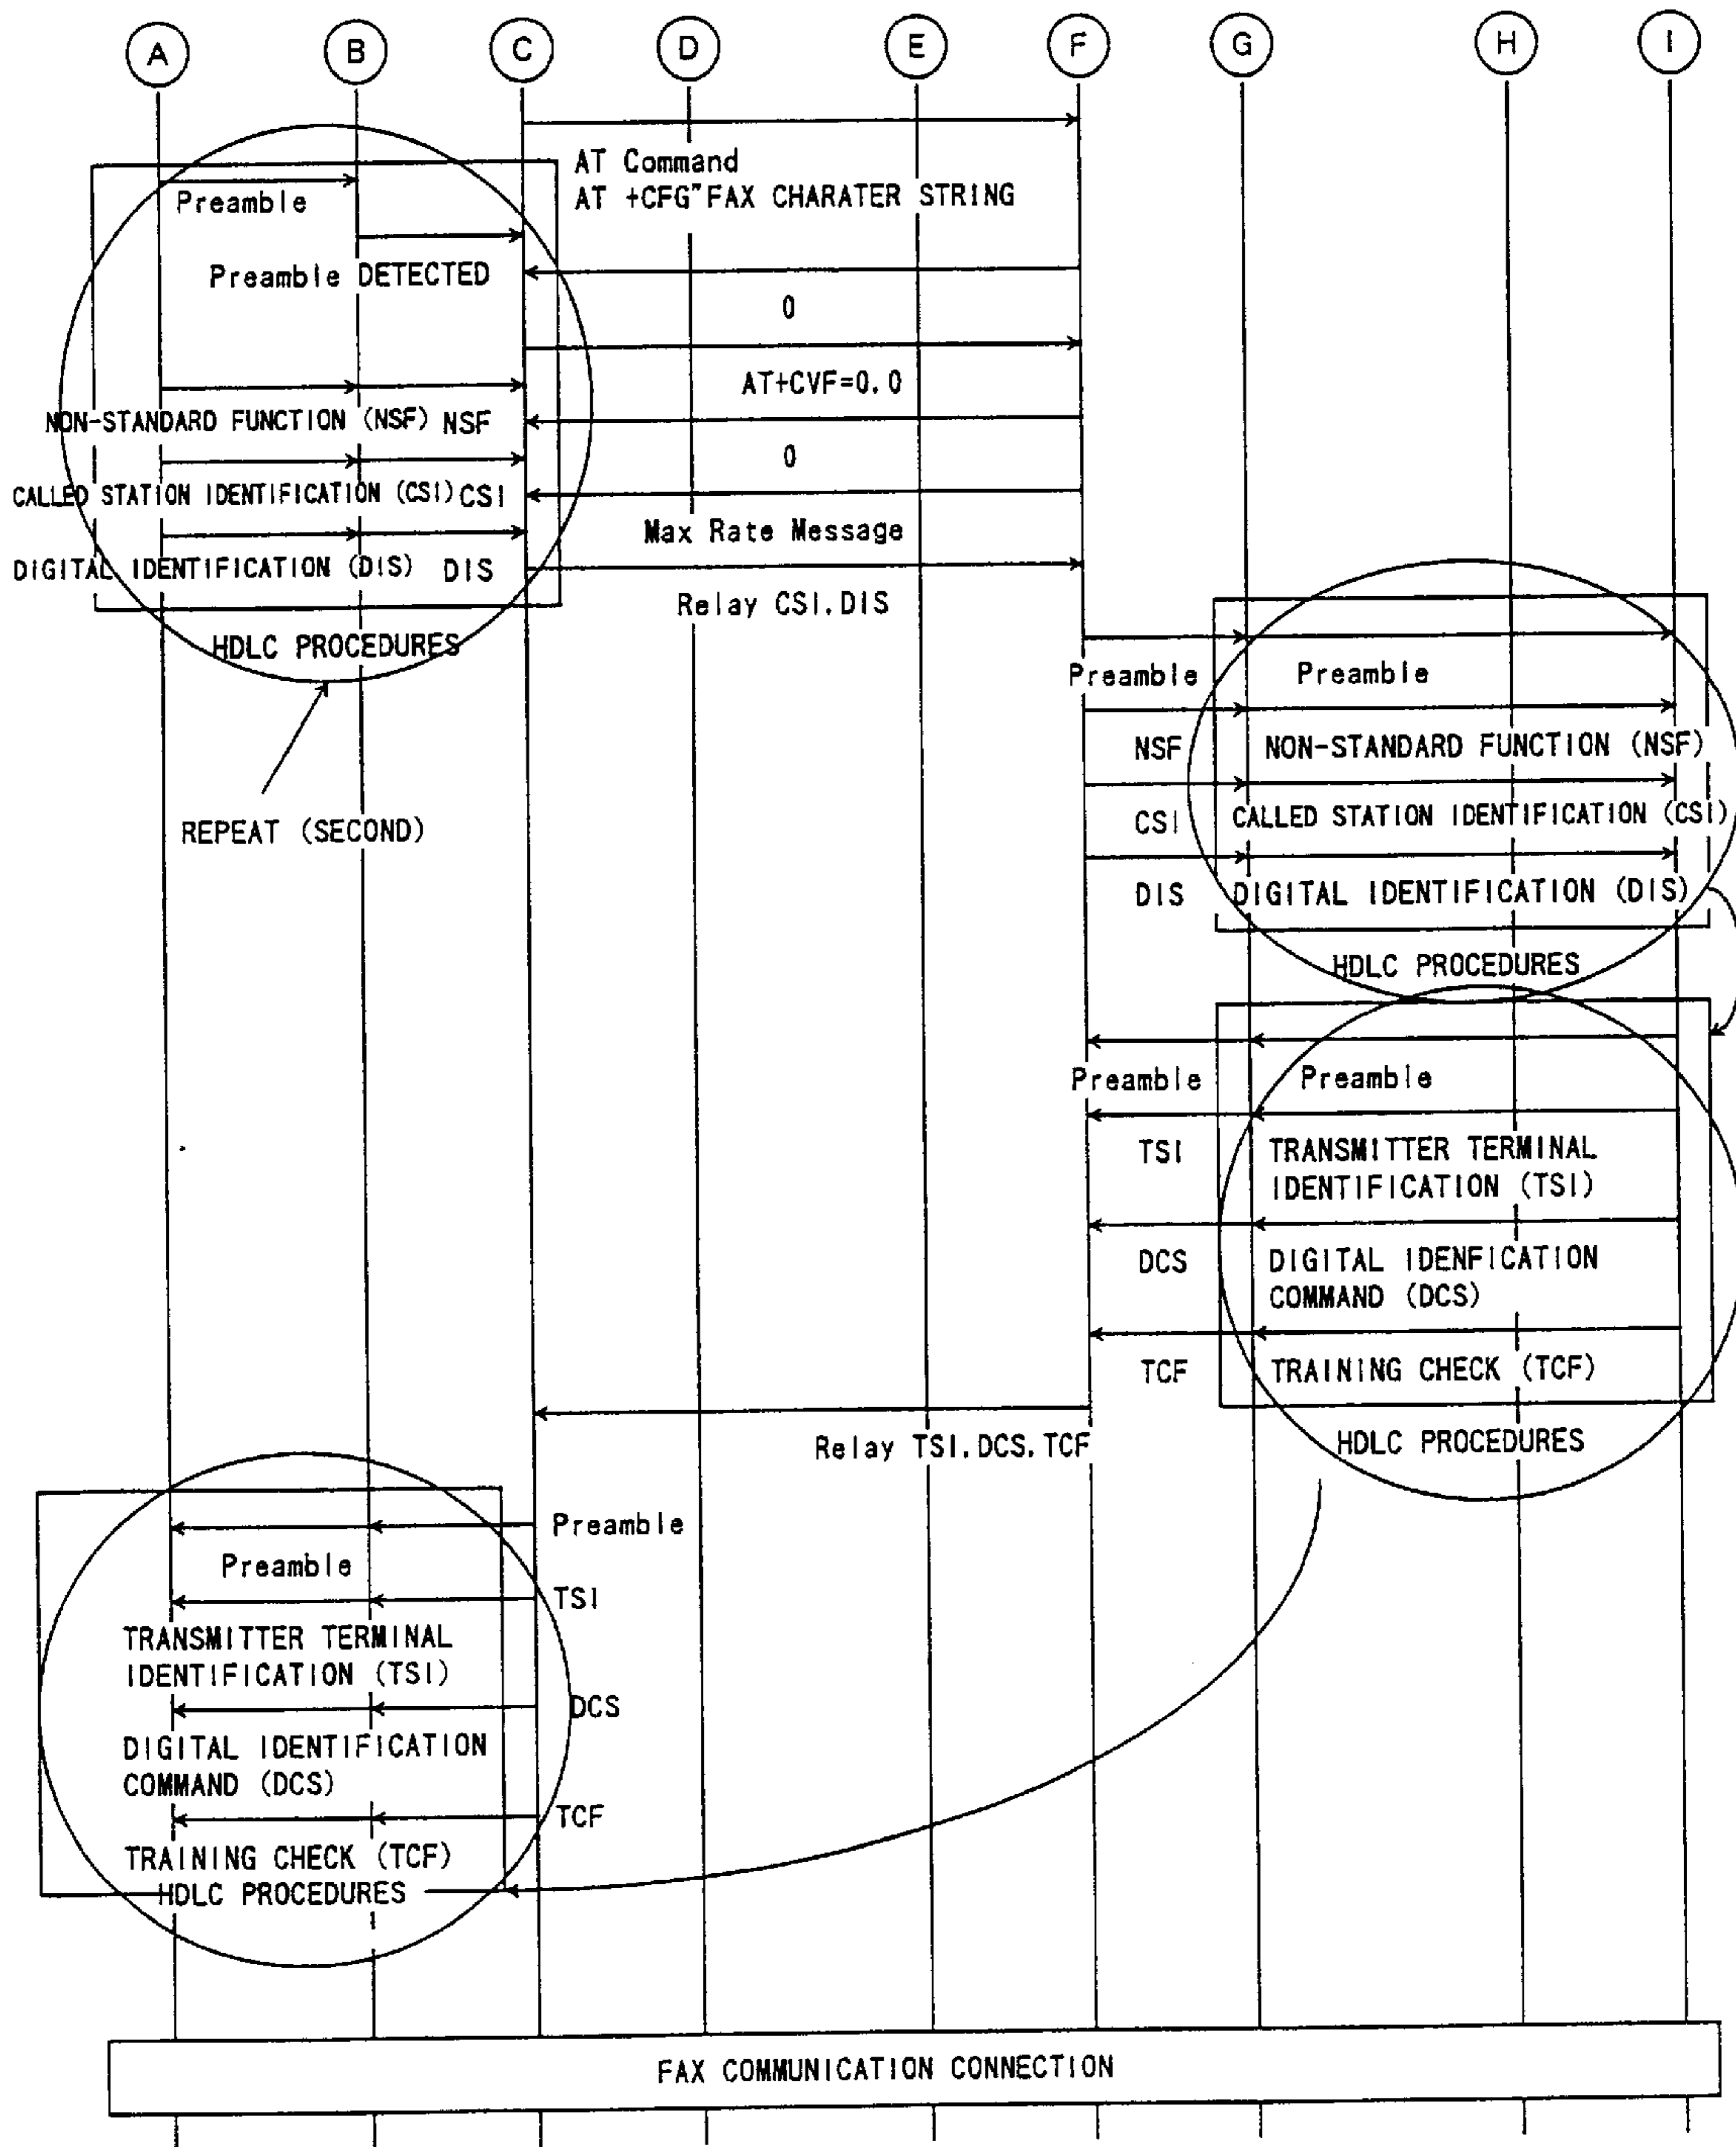 A B C D E F G H I
AT Command
AT +CFG"FAX CHARATER STRING
Preamble
Preamble DETECTED
0
AT+CVF=0.0
NON-STANDARD FUNCTION (NSF) NSF
0
CALLED STATION IDENTIFICATION (CSI) CSI
Max Rate Message
DIGITAL IDENTIFICATION (DIS) DIS
Relay CSI.DIS
HDLC PROCEDURES
REPEAT (SECOND)
Preamble Preamble
NSF NON-STANDARD FUNCTION (NSF)
CSI CALLED STATION IDENTIFICATION (CSI)
DIS DIGITAL IDENTIFICATION (DIS)
HDLC PROCEDURES
Preamble Preamble
TSI TRANSMITTER TERMINAL
IDENTIFICATION (TSI)
DCS DIGITAL IDENFICATION
COMMAND (DCS)
TCF TRAINING CHECK (TCF)
HDLC PROCEDURES
Relay TSI.DCS.TCF
Preamble
Preamble
TSI
TRANSMITTER TERMINAL
IDENTIFICATION (TSI)
DCS
DIGITAL IDENTIFICATION
COMMAND (DCS)
TCF
TRAINING CHECK (TCF)
HDLC PROCEDURES
FAX COMMUNICATION CONNECTION